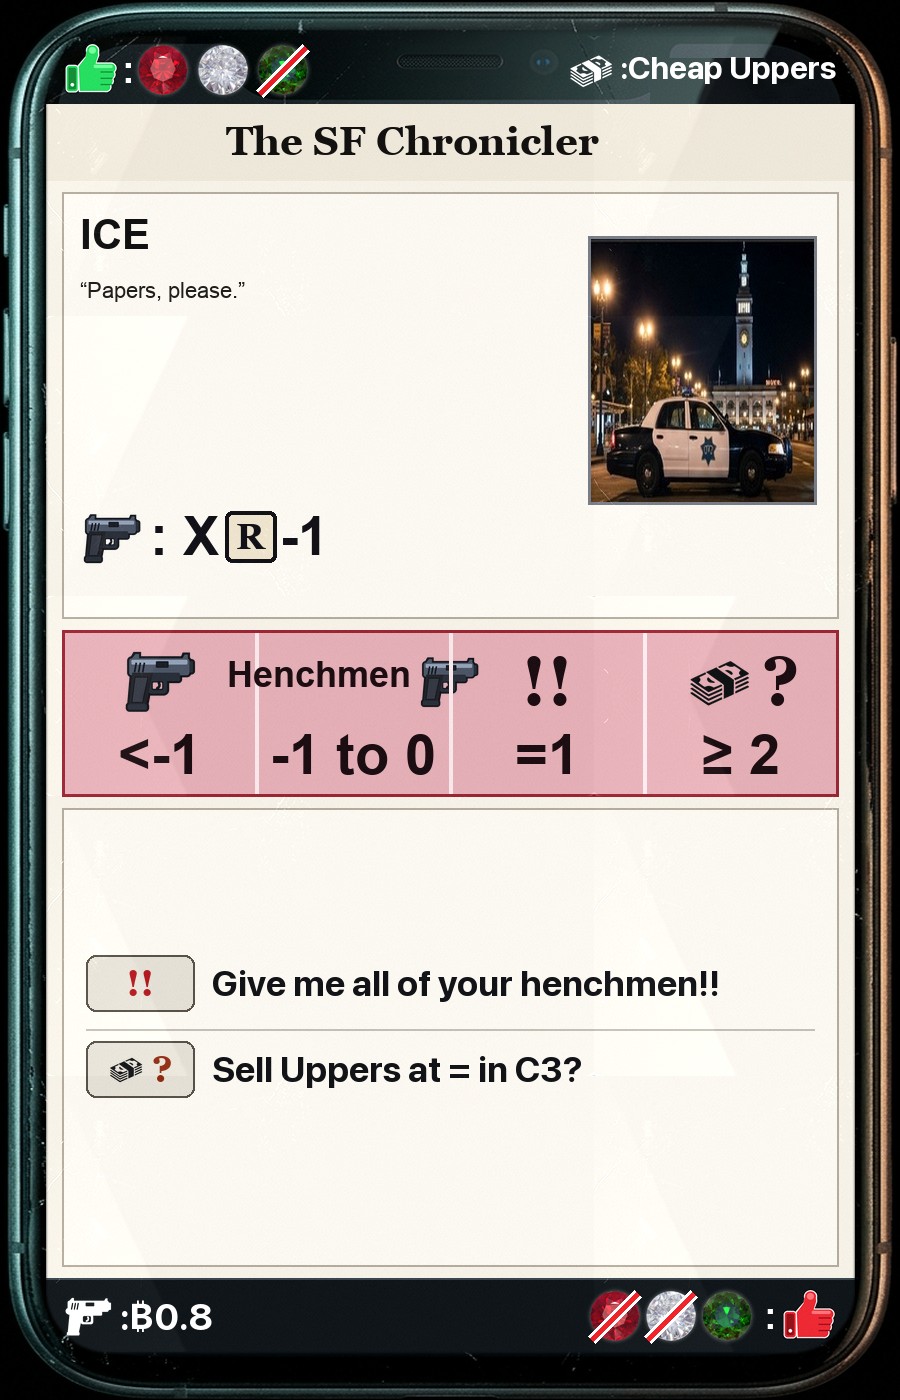 : :Cheap Uppers
The SF Chronicler
ICE
“Papers, please.”
: X R -1
Henchmen !! ?
<-1 -1 to 0 =1 ≥ 2
!! Give me all of your henchmen!!
? Sell Uppers at = in C3?
:₿0.8 :